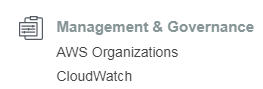 Management & Governance
AWS Organizations
CloudWatch